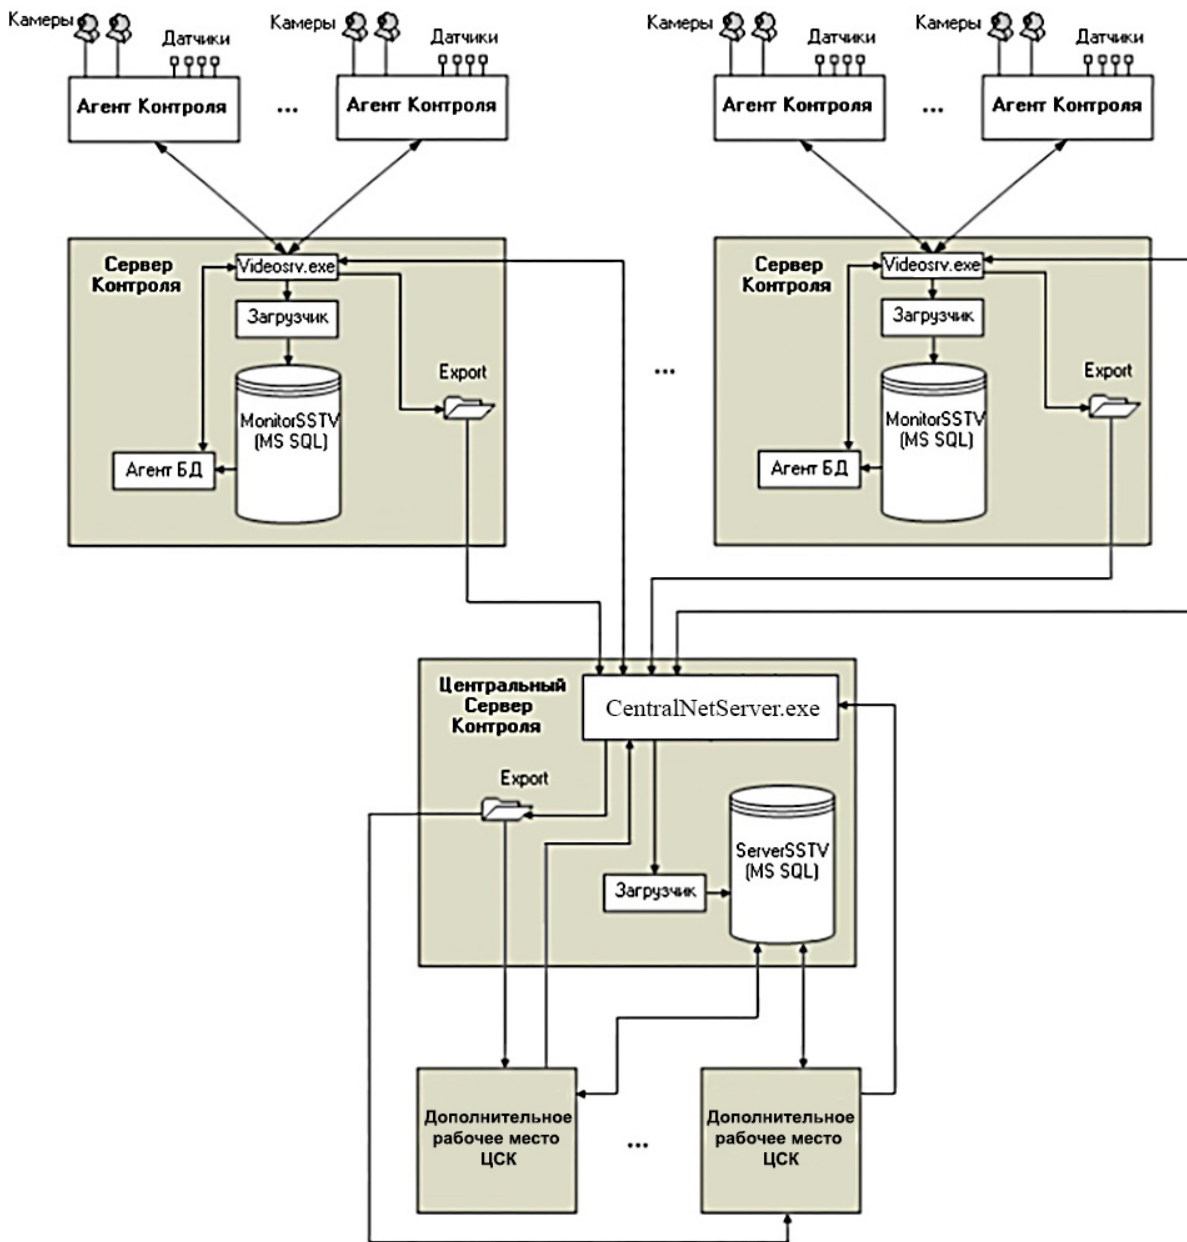 Камеры
Датчики
Агент Контроля
...
Камеры
Датчики
Агент Контроля
Камеры
Датчики
Агент Контроля
...
Камеры
Датчики
Агент Контроля
Сервер
Контроля
Videosrv.exe
Загрузчик
MonitorSSTV
(MS SQL)
Агент БД
Export
...
Сервер
Контроля
Videosrv.exe
Загрузчик
MonitorSSTV
(MS SQL)
Агент БД
Export
Центральный
Сервер
Контроля
CentralNetServer.exe
Export
Загрузчик
ServerSSTV
(MS SQL)
Дополнительное
рабочее место
ЦСК
...
Дополнительное
рабочее место
ЦСК